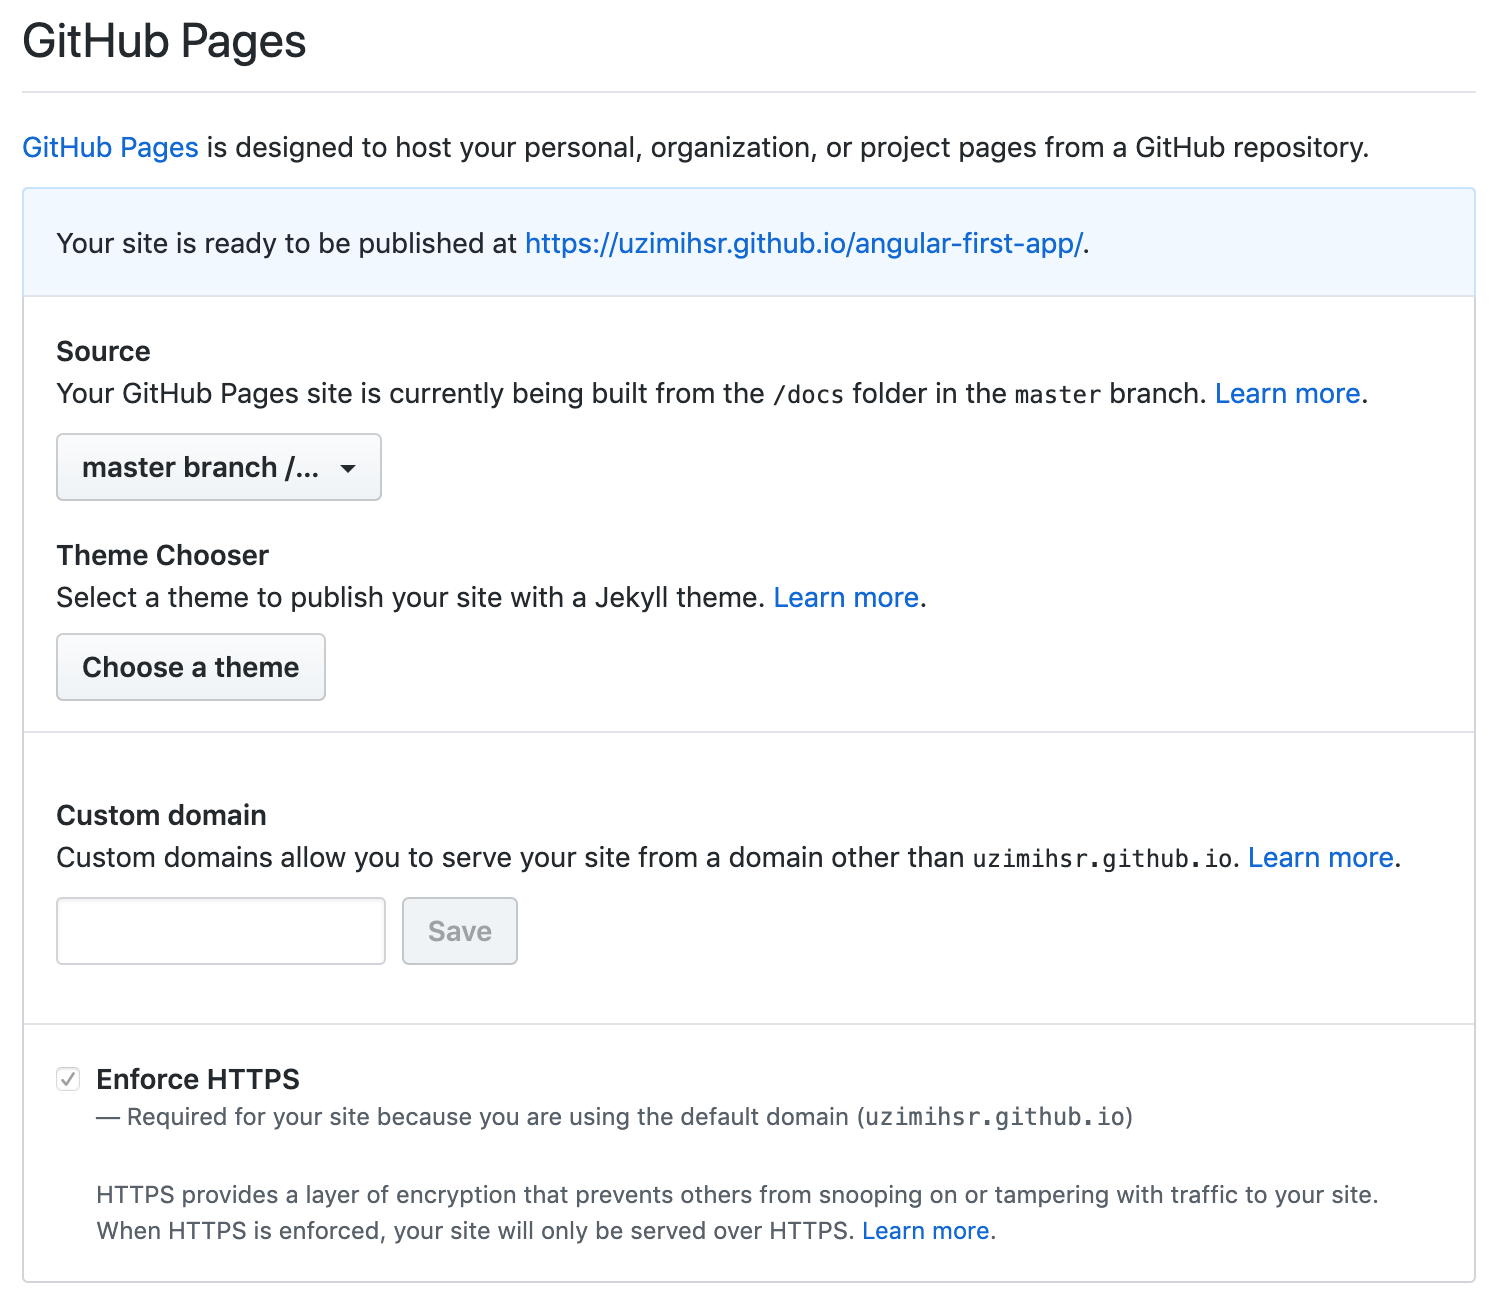 GitHub Pages
GitHub Pages is designed to host your personal, organization, or project pages from a GitHub repository.
Your site is ready to be published at https://uzimihsr.github.io/angular-first-app/.
Source
Your GitHub Pages site is currently being built from the /docs folder in the master branch. Learn more.
master branch /...
Theme Chooser
Select a theme to publish your site with a Jekyll theme. Learn more.
Choose a theme
Custom domain
Custom domains allow you to serve your site from a domain other than uzimihsr.github.io. Learn more.
Save
Enforce HTTPS
— Required for your site because you are using the default domain (uzimihsr.github.io)
HTTPS provides a layer of encryption that prevents others from snooping on or tampering with traffic to your site.
When HTTPS is enforced, your site will only be served over HTTPS. Learn more.